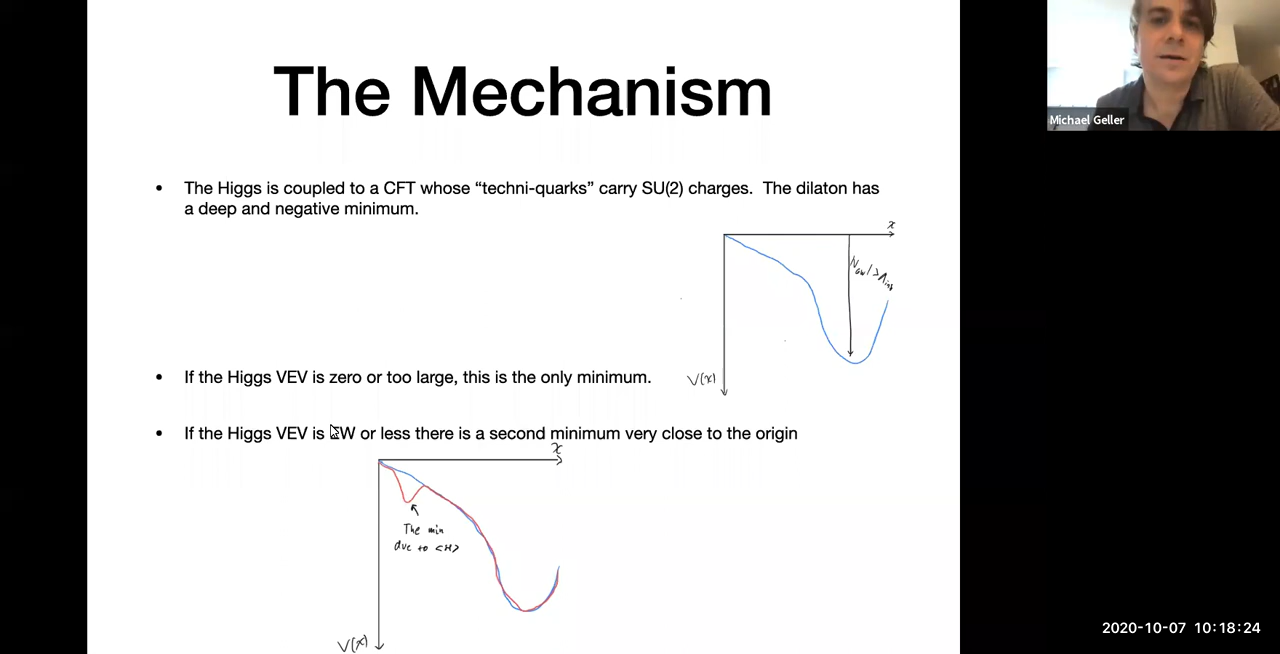 The Mechanism
Michael Geller
• The Higgs is coupled to a CFT whose “techni-quarks” carry SU(2) charges. The dilaton has
a deep and negative minimum.
χ
V(χ)
• If the Higgs VEV is zero or too large, this is the only minimum.
• If the Higgs VEV is EW or less there is a second minimum very close to the origin
χ
The min
due to <H>
V(χ)
2020-10-07 10:18:24